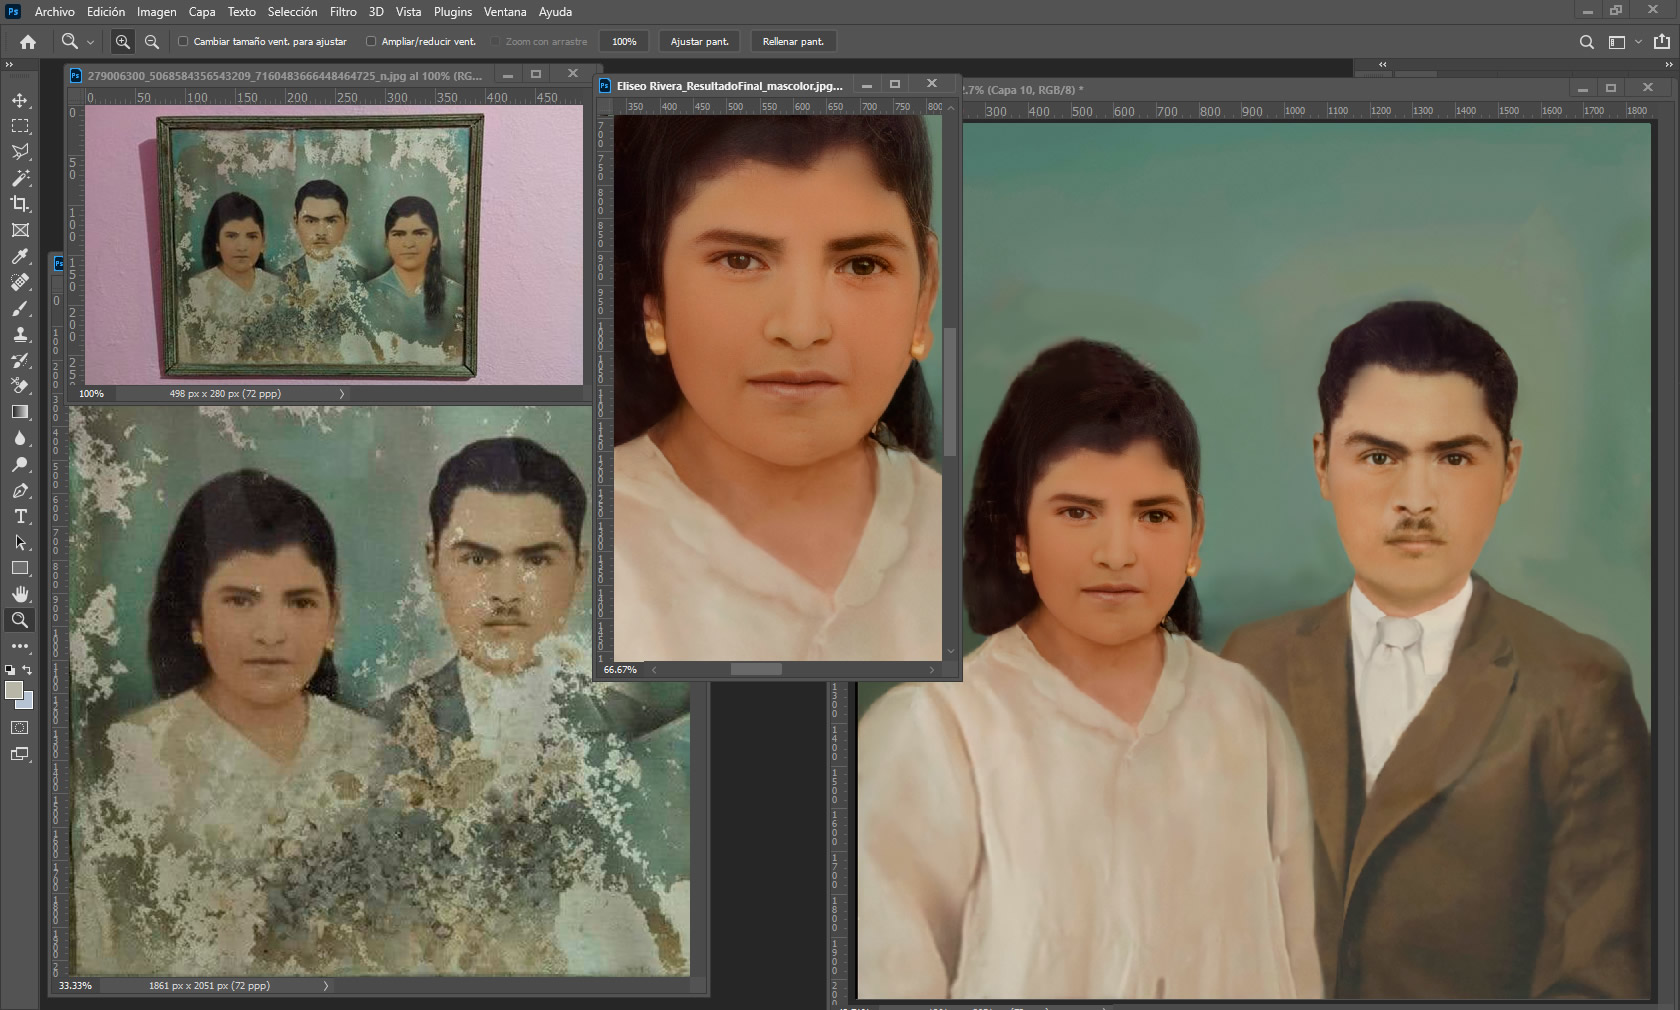 Ps Archivo Edición Imagen Capa Texto Selección Filtro 3D Vista Plugins Ventana Ayuda
Cambiar tamaño vent. para ajustar Ampliar/reducir vent. Zoom con arrastre 100% Ajustar pant. Rellenar pant.
Ps 279006300_5068584356543209_7160483666448464725_n.jpg al 100% (RG...
0 50 100 150 200 250 300 350 400 450
100% 498 px x 280 px (72 ppp)
Ps Eliseo Rivera_ResultadoFinal_mascolor.jpg...
350 400 450 500 550 600 650 700 750 800
66.67%
2.7% (Capa 10, RGB/8) *
300 400 500 600 700 800 900 1000 1100 1200 1300 1400 1500 1600 1700 1800
Ps
33.33% 1861 px x 2051 px (72 ppp)